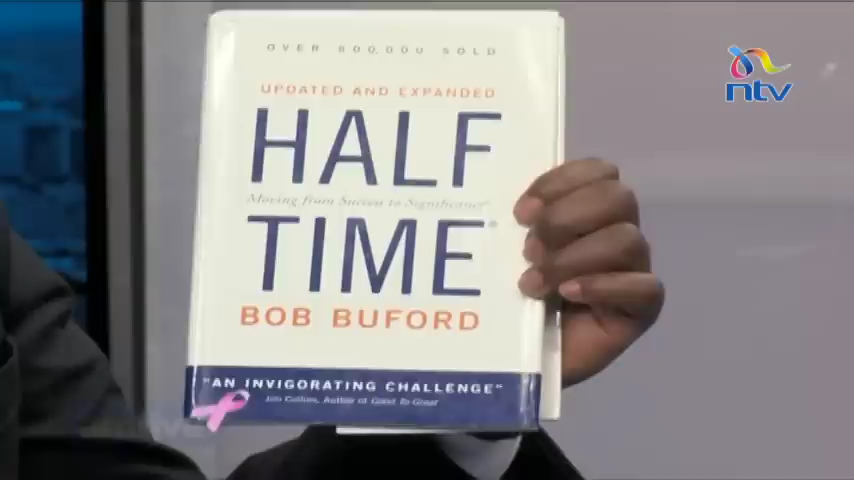 OVER 600,000 SOLD
UPDATED AND EXPANDED
HALF
Moving from Success to Significance
TIME®
BOB BUFORD
"AN INVIGORATING CHALLENGE"
Jim Collins, Author of Good To Great
ntv